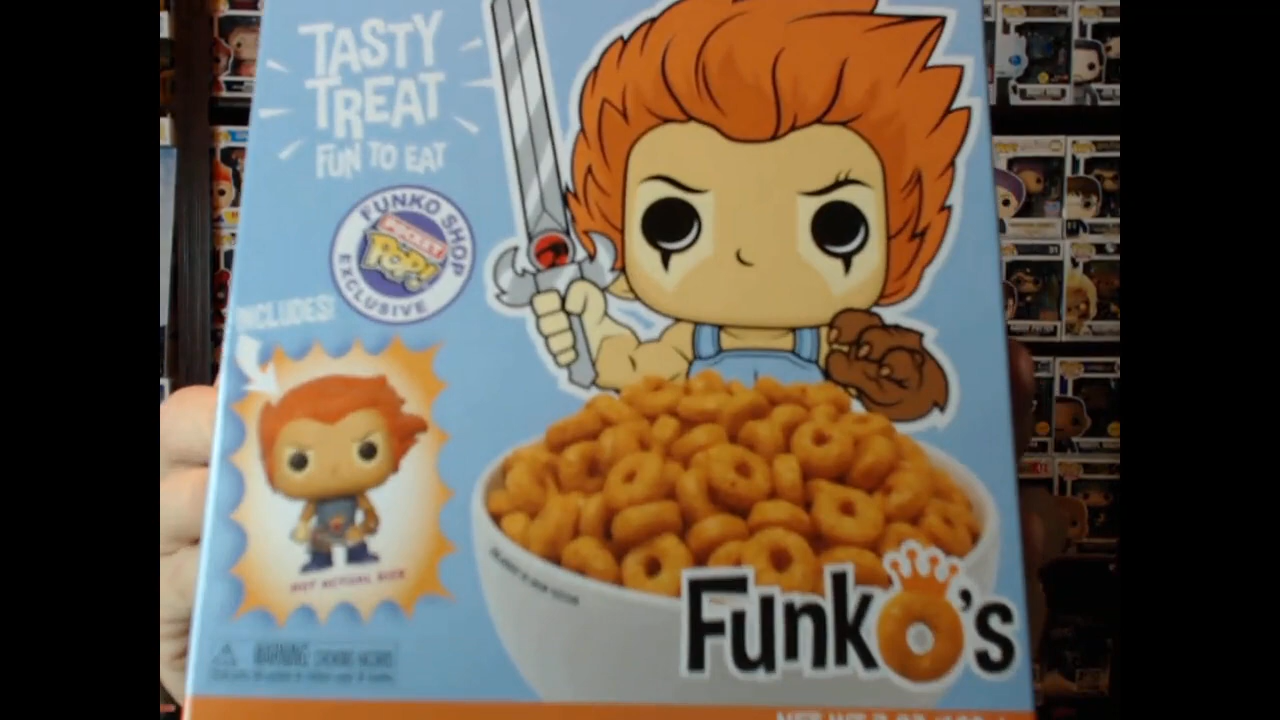 TASTY
TREAT
FUN TO EAT
FUNKO SHOP
POCKET
POP!
EXCLUSIVE
INCLUDES!
NOT ACTUAL SIZE
WARNING
Funko's